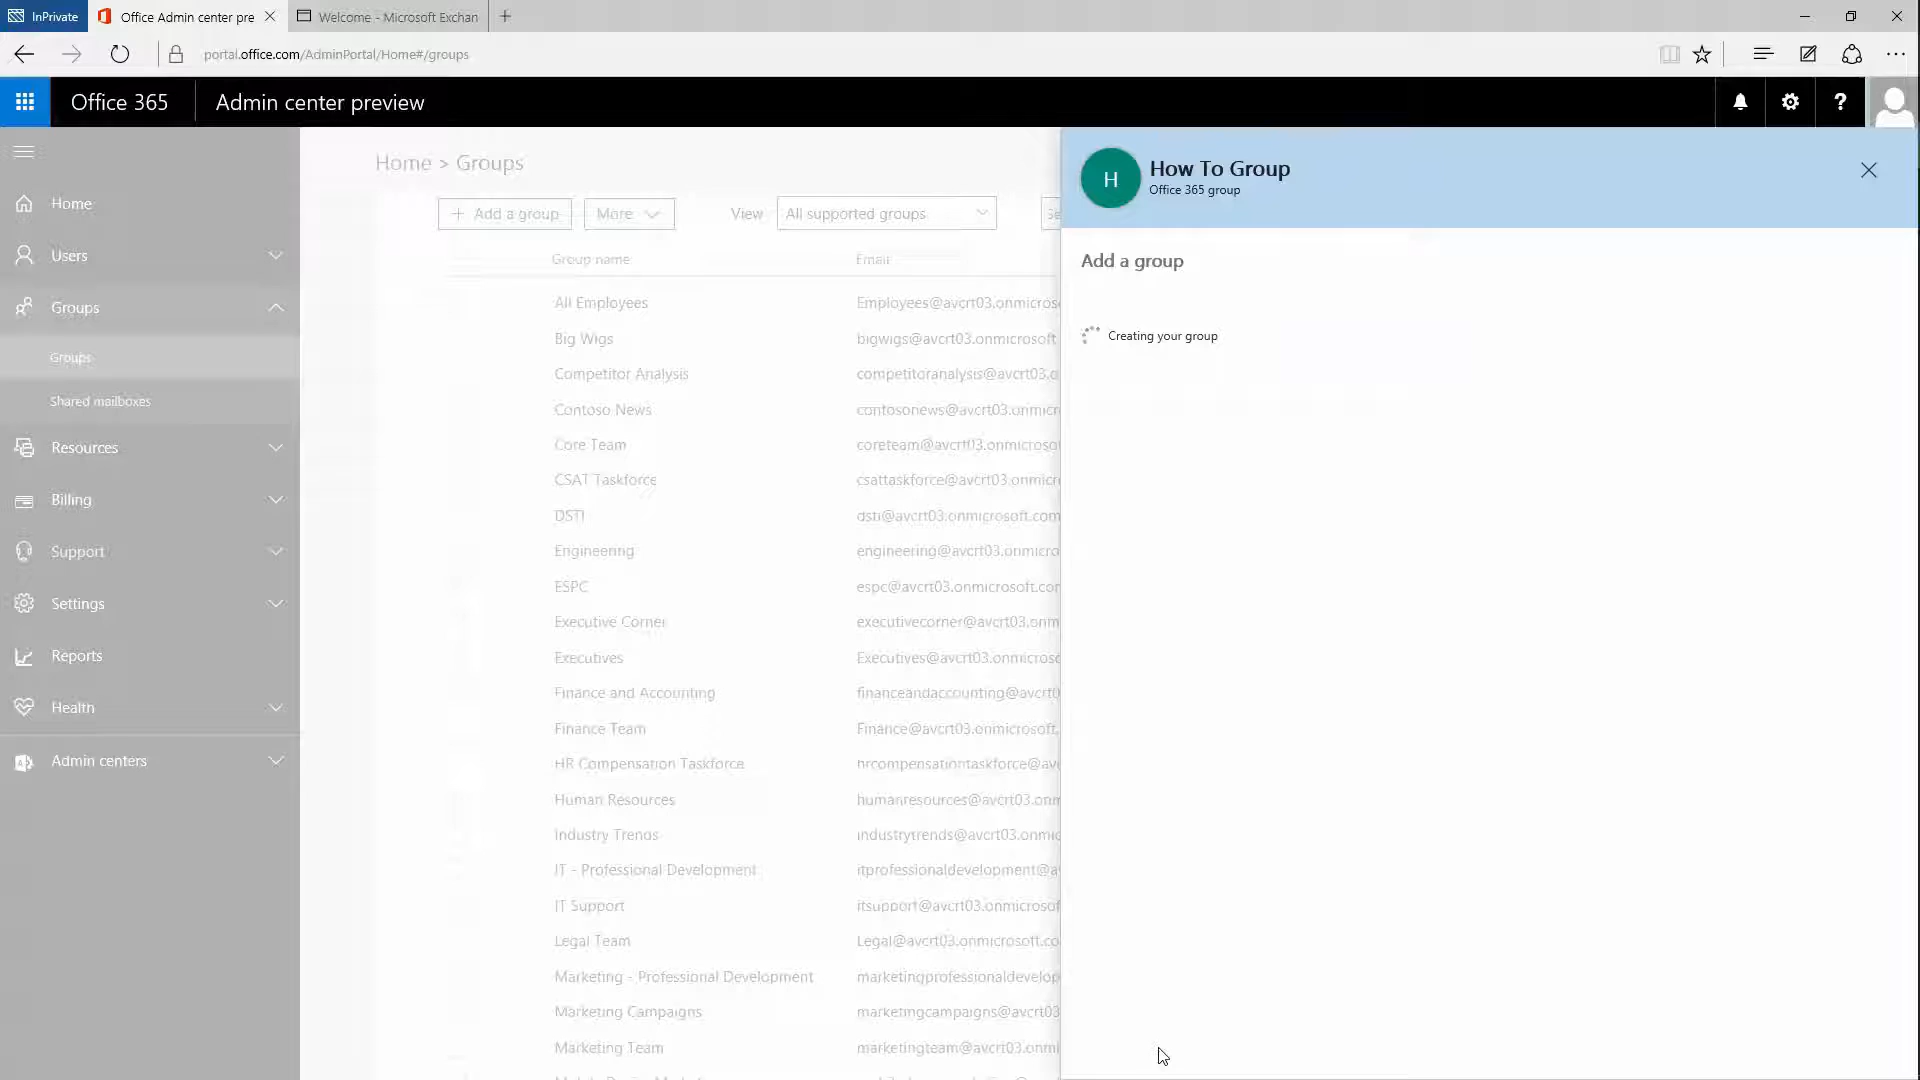 InPrivate
Office Admin center pre
Welcome - Microsoft Exchan
portal.office.com/AdminPortal/Home#/groups
Office 365
Admin center preview
Home
Users
Groups
Groups
Shared mailboxes
Resources
Billing
Support
Settings
Reports
Health
Admin centers
Home > Groups
+ Add a group
More
View
All supported groups
Se
Group name
Email
All Employees
Employees@avcrt03.onmicroso
Big Wigs
bigwigs@avcrt03.onmicrosoft
Competitor Analysis
competitoranalysis@avcrt03.o
Contoso News
contosonews@avcrt03.onmicr
Core Team
coreteam@avcrt03.onmicrosof
CSAT Taskforce
csattaskforce@avcrt03.onmicr
DSTI
dsti@avcrt03.onmicrosoft.com
Engineering
engineering@avcrt03.onmicro
ESPC
espc@avcrt03.onmicrosoft.cor
Executive Corner
executivecorner@avcrt03.onm
Executives
Executives@avcrt03.onmicroso
Finance and Accounting
financeandaccounting@avcrt0
Finance Team
Finance@avcrt03.onmicrosoft.
HR Compensation Taskforce
hrcompensationtaskforce@avc
Human Resources
humanresources@avcrt03.onm
Industry Trends
industrytrends@avcrt03.onmic
IT - Professional Development
itprofessionaldevelopment@a
IT Support
itsupport@avcrt03.onmicrosof
Legal Team
Legal@avcrt03.onmicrosoft.co
Marketing - Professional Development
marketingprofessionaldevelop
Marketing Campaigns
marketingcampaigns@avcrt03
Marketing Team
marketingteam@avcrt03.onmi
H
How To Group
Office 365 group
Add a group
Creating your group